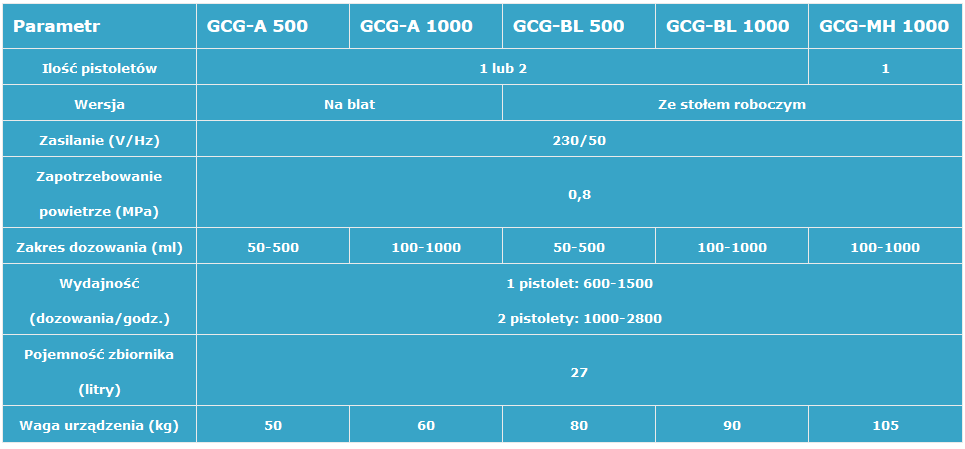 Parametr GCG-A 500 GCG-A 1000 GCG-BL 500 GCG-BL 1000 GCG-MH 1000
Ilość pistoletów 1 lub 2 1
Wersja Na blat Ze stołem roboczym
Zasilanie (V/Hz) 230/50
Zapotrzebowanie
powietrze (MPa)
0,8
Zakres dozowania (ml) 50-500 100-1000 50-500 100-1000 100-1000
Wydajność
(dozowania/godz.)
1 pistolet: 600-1500
2 pistolety: 1000-2800
Pojemność zbiornika
(litry)
27
Waga urządzenia (kg) 50 60 80 90 105